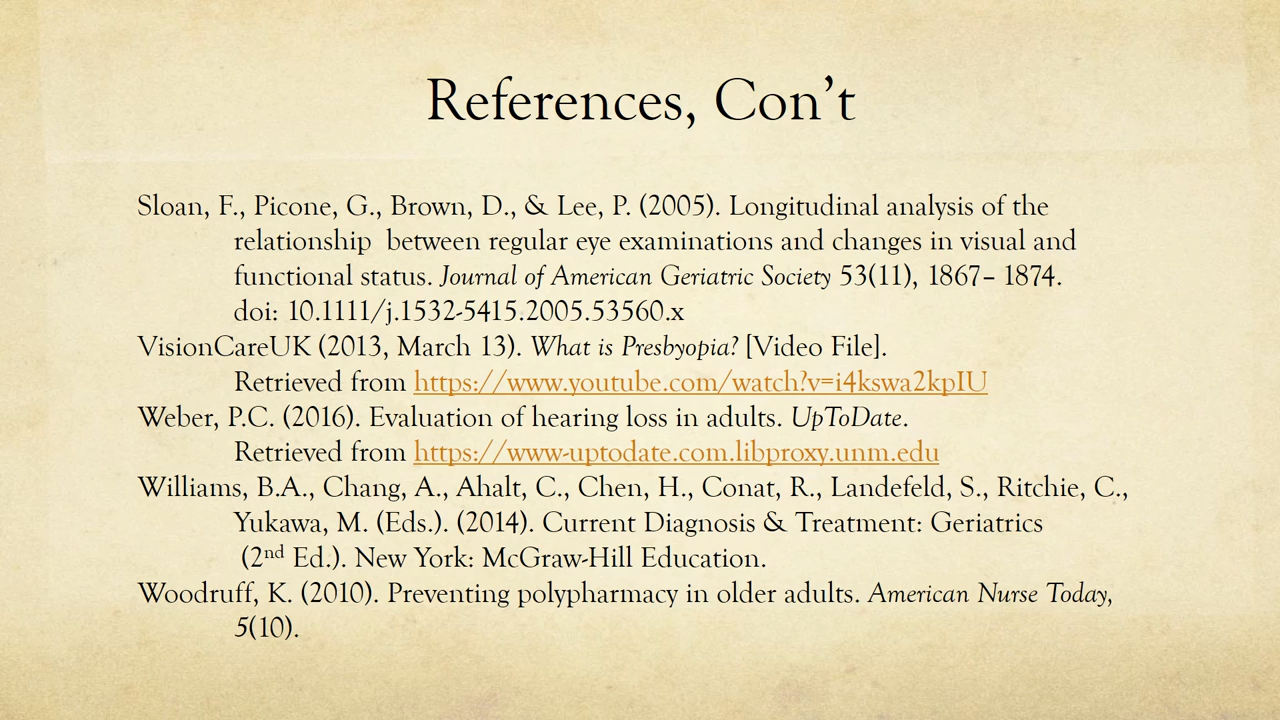 References, Con’t
Sloan, F., Picone, G., Brown, D., & Lee, P. (2005). Longitudinal analysis of the
relationship  between regular eye examinations and changes in visual and
functional status. Journal of American Geriatric Society 53(11), 1867– 1874.
doi: 10.1111/j.1532-5415.2005.53560.x
VisionCareUK (2013, March 13). What is Presbyopia? [Video File].
Retrieved from https://www.youtube.com/watch?v=i4kswa2kpIU
Weber, P.C. (2016). Evaluation of hearing loss in adults. UpToDate.
Retrieved from https://www-uptodate.com.libproxy.unm.edu
Williams, B.A., Chang, A., Ahalt, C., Chen, H., Conat, R., Landefeld, S., Ritchie, C.,
Yukawa, M. (Eds.). (2014). Current Diagnosis & Treatment: Geriatrics
(2nd Ed.). New York: McGraw-Hill Education.
Woodruff, K. (2010). Preventing polypharmacy in older adults. American Nurse Today,
5(10).